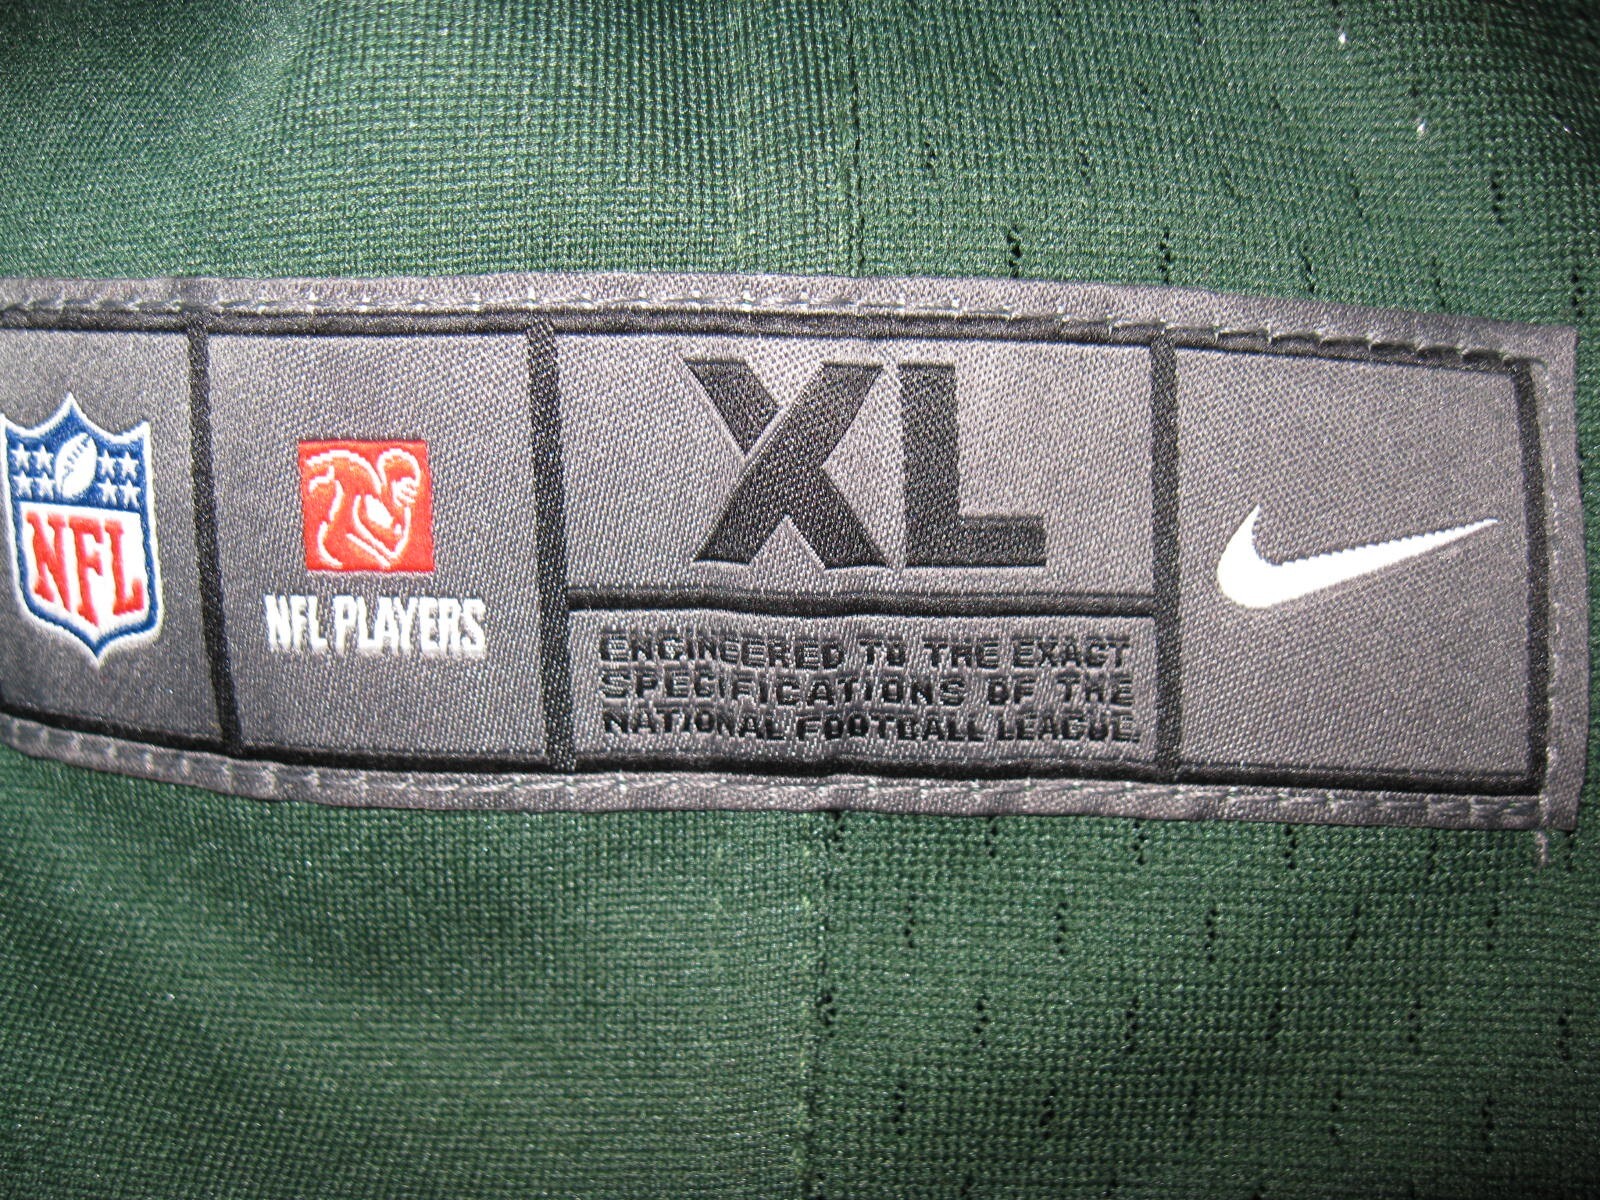 NFL
NFL PLAYERS
XL
ENGINEERED TO THE EXACT
SPECIFICATIONS OF THE
NATIONAL FOOTBALL LEAGUE.